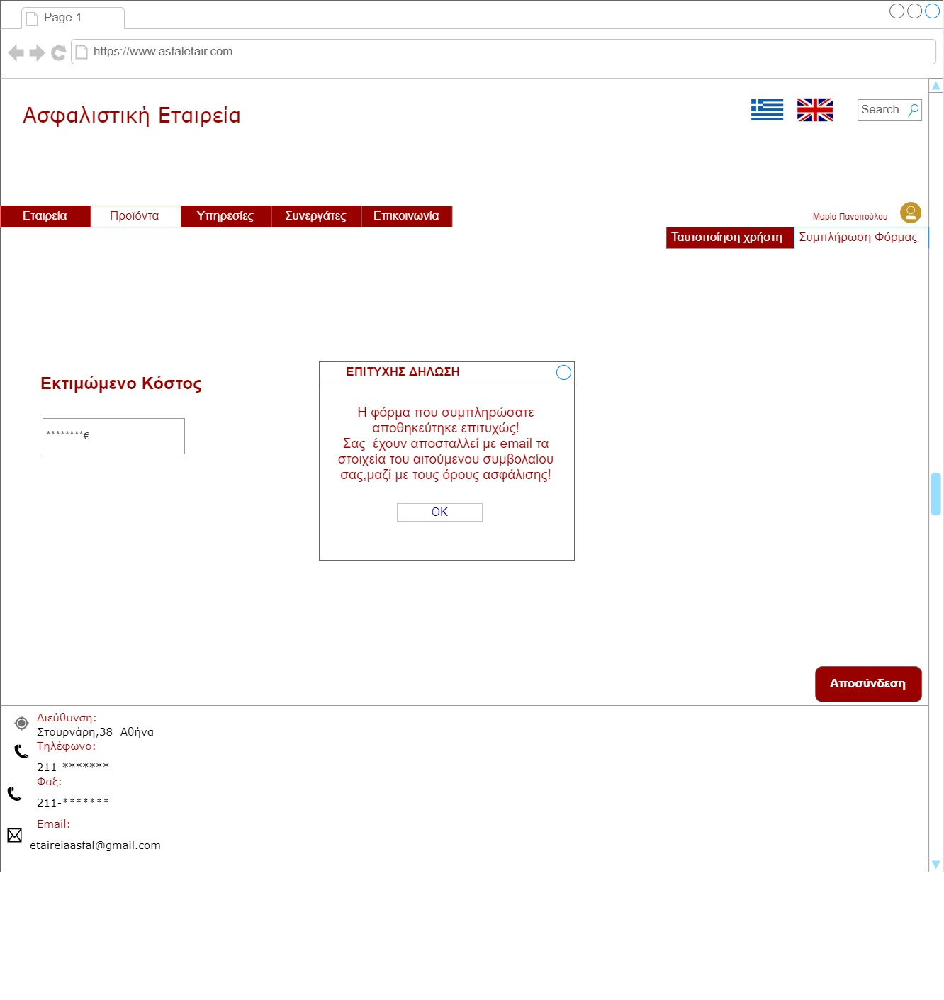 Page 1
https://www.asfaletair.com
Ασφαλιστική Εταιρεία
Search
Εταιρεία Προϊόντα Υπηρεσίες Συνεργάτες Επικοινωνία
Μαρία Πανοπούλου
Ταυτοποίηση χρήστη Συμπλήρωση Φόρμας
Εκτιμώμενο Κόστος
********€
ΕΠΙΤΥΧΗΣ ΔΗΛΩΣΗ
Η φόρμα που συμπληρώσατε
αποθηκεύτηκε επιτυχώς!
Σας έχουν αποσταλλεί με email τα
στοιχεία του αιτούμενου συμβολαίου
σας,μαζί με τους όρους ασφάλισης!
OK
Αποσύνδεση
Διεύθυνση:
Στουρνάρη,38 Αθήνα
Τηλέφωνο:
211-*******
Φαξ:
211-*******
Email:
etaireiaasfal@gmail.com